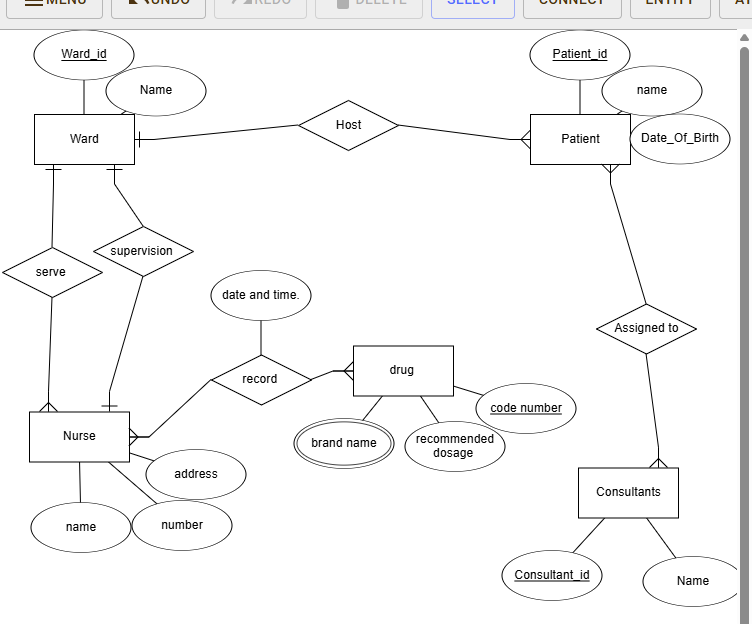 MENU
UNDO
REDO
DELETE
SELECT
CONNECT
ENTITY
Ward_id
Patient_id
Name
name
Host
Ward
Patient
Date_Of_Birth
supervision
serve
date and time.
Assigned to
drug
record
code number
Nurse
brand name
recommended
dosage
address
Consultants
name
number
Consultant_id
Name